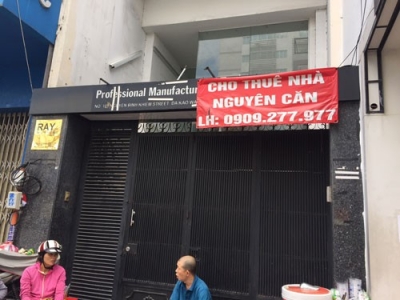 Professional Manufactur
CHO THUÊ NHÀ
NGUYÊN CĂN
LH: 0909.277.977
RAY